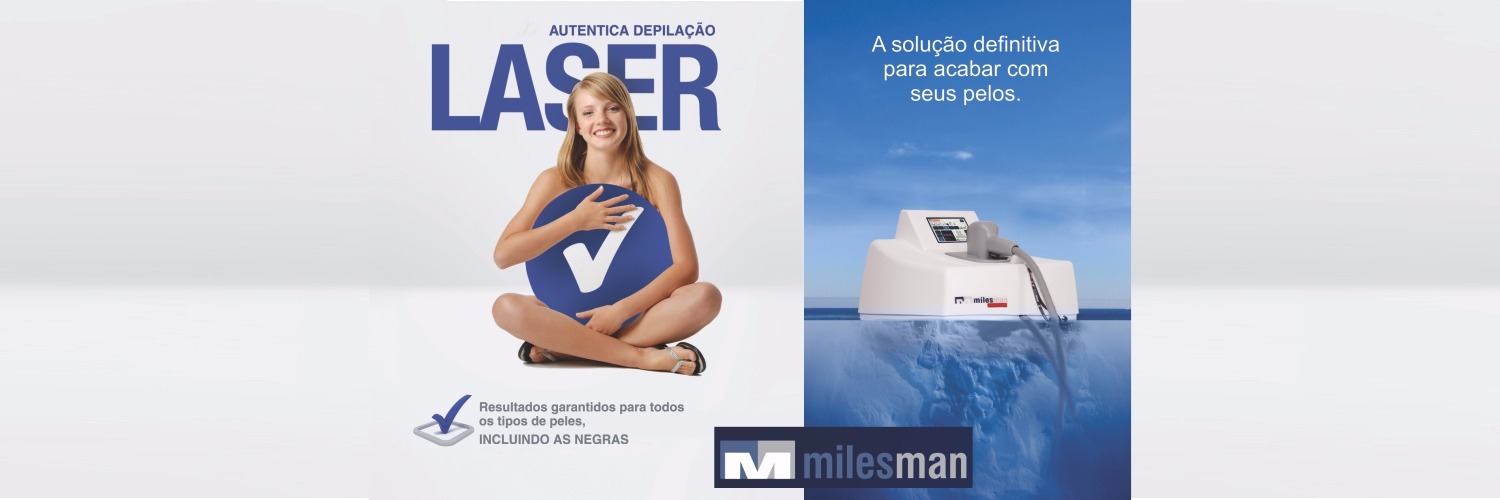 AUTENTICA DEPILAÇÃO
LASER
Resultados garantidos para todos
os tipos de peles,
INCLUINDO AS NEGRAS
A solução definitiva
para acabar com
seus pelos.
milesman
milesman